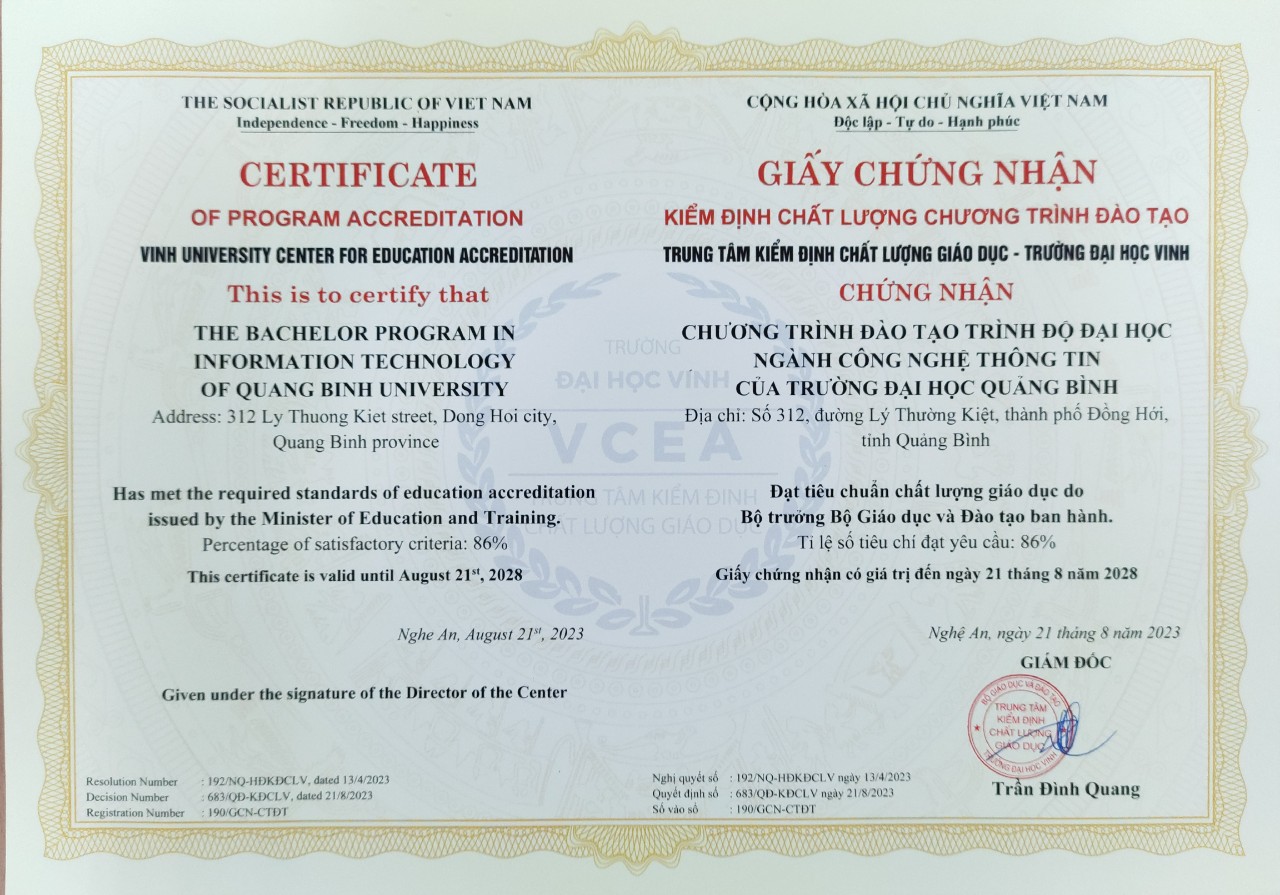 THE SOCIALIST REPUBLIC OF VIET NAM
Independence - Freedom - Happiness
CERTIFICATE
OF PROGRAM ACCREDITATION
VINH UNIVERSITY CENTER FOR EDUCATION ACCREDITATION
This is to certify that
THE BACHELOR PROGRAM IN
INFORMATION TECHNOLOGY
OF QUANG BINH UNIVERSITY
Address: 312 Ly Thuong Kiet street, Dong Hoi city,
Quang Binh province
Has met the required standards of education accreditation
issued by the Minister of Education and Training.
Percentage of satisfactory criteria: 86%
This certificate is valid until August 21st, 2028
Nghe An, August 21st, 2023
Given under the signature of the Director of the Center
Resolution Number : 192/NQ-HĐKĐCLV, dated 13/4/2023
Decision Number : 683/QĐ-KĐCLV, dated 21/8/2023
Registration Number : 190/GCN-CTĐT
CỘNG HÒA XÃ HỘI CHỦ NGHĨA VIỆT NAM
Độc lập - Tự do - Hạnh phúc
GIẤY CHỨNG NHẬN
KIỂM ĐỊNH CHẤT LƯỢNG CHƯƠNG TRÌNH ĐÀO TẠO
TRUNG TÂM KIỂM ĐỊNH CHẤT LƯỢNG GIÁO DỤC - TRƯỜNG ĐẠI HỌC VINH
CHỨNG NHẬN
CHƯƠNG TRÌNH ĐÀO TẠO TRÌNH ĐỘ ĐẠI HỌC
NGÀNH CÔNG NGHỆ THÔNG TIN
CỦA TRƯỜNG ĐẠI HỌC QUẢNG BÌNH
Địa chỉ: Số 312, đường Lý Thường Kiệt, thành phố Đồng Hới,
tỉnh Quảng Bình
Đạt tiêu chuẩn chất lượng giáo dục do
Bộ trưởng Bộ Giáo dục và Đào tạo ban hành.
Tỉ lệ số tiêu chí đạt yêu cầu: 86%
Giấy chứng nhận có giá trị đến ngày 21 tháng 8 năm 2028
Nghệ An, ngày 21 tháng 8 năm 2023
GIÁM ĐỐC
BỘ GIÁO DỤC VÀ ĐÀO TẠO
TRUNG TÂM
KIỂM ĐỊNH
CHẤT LƯỢNG
GIÁO DỤC
TRƯỜNG ĐẠI HỌC VINH
Trần Đình Quang
Nghị quyết số : 192/NQ-HĐKĐCLV ngày 13/4/2023
Quyết định số : 683/QĐ-KĐCLV ngày 21/8/2023
Số vào sổ : 190/GCN-CTĐT
TRƯỜNG
ĐẠI HỌC VINH
VCEA
TRUNG TÂM KIỂM ĐỊNH
CHẤT LƯỢNG GIÁO DỤC